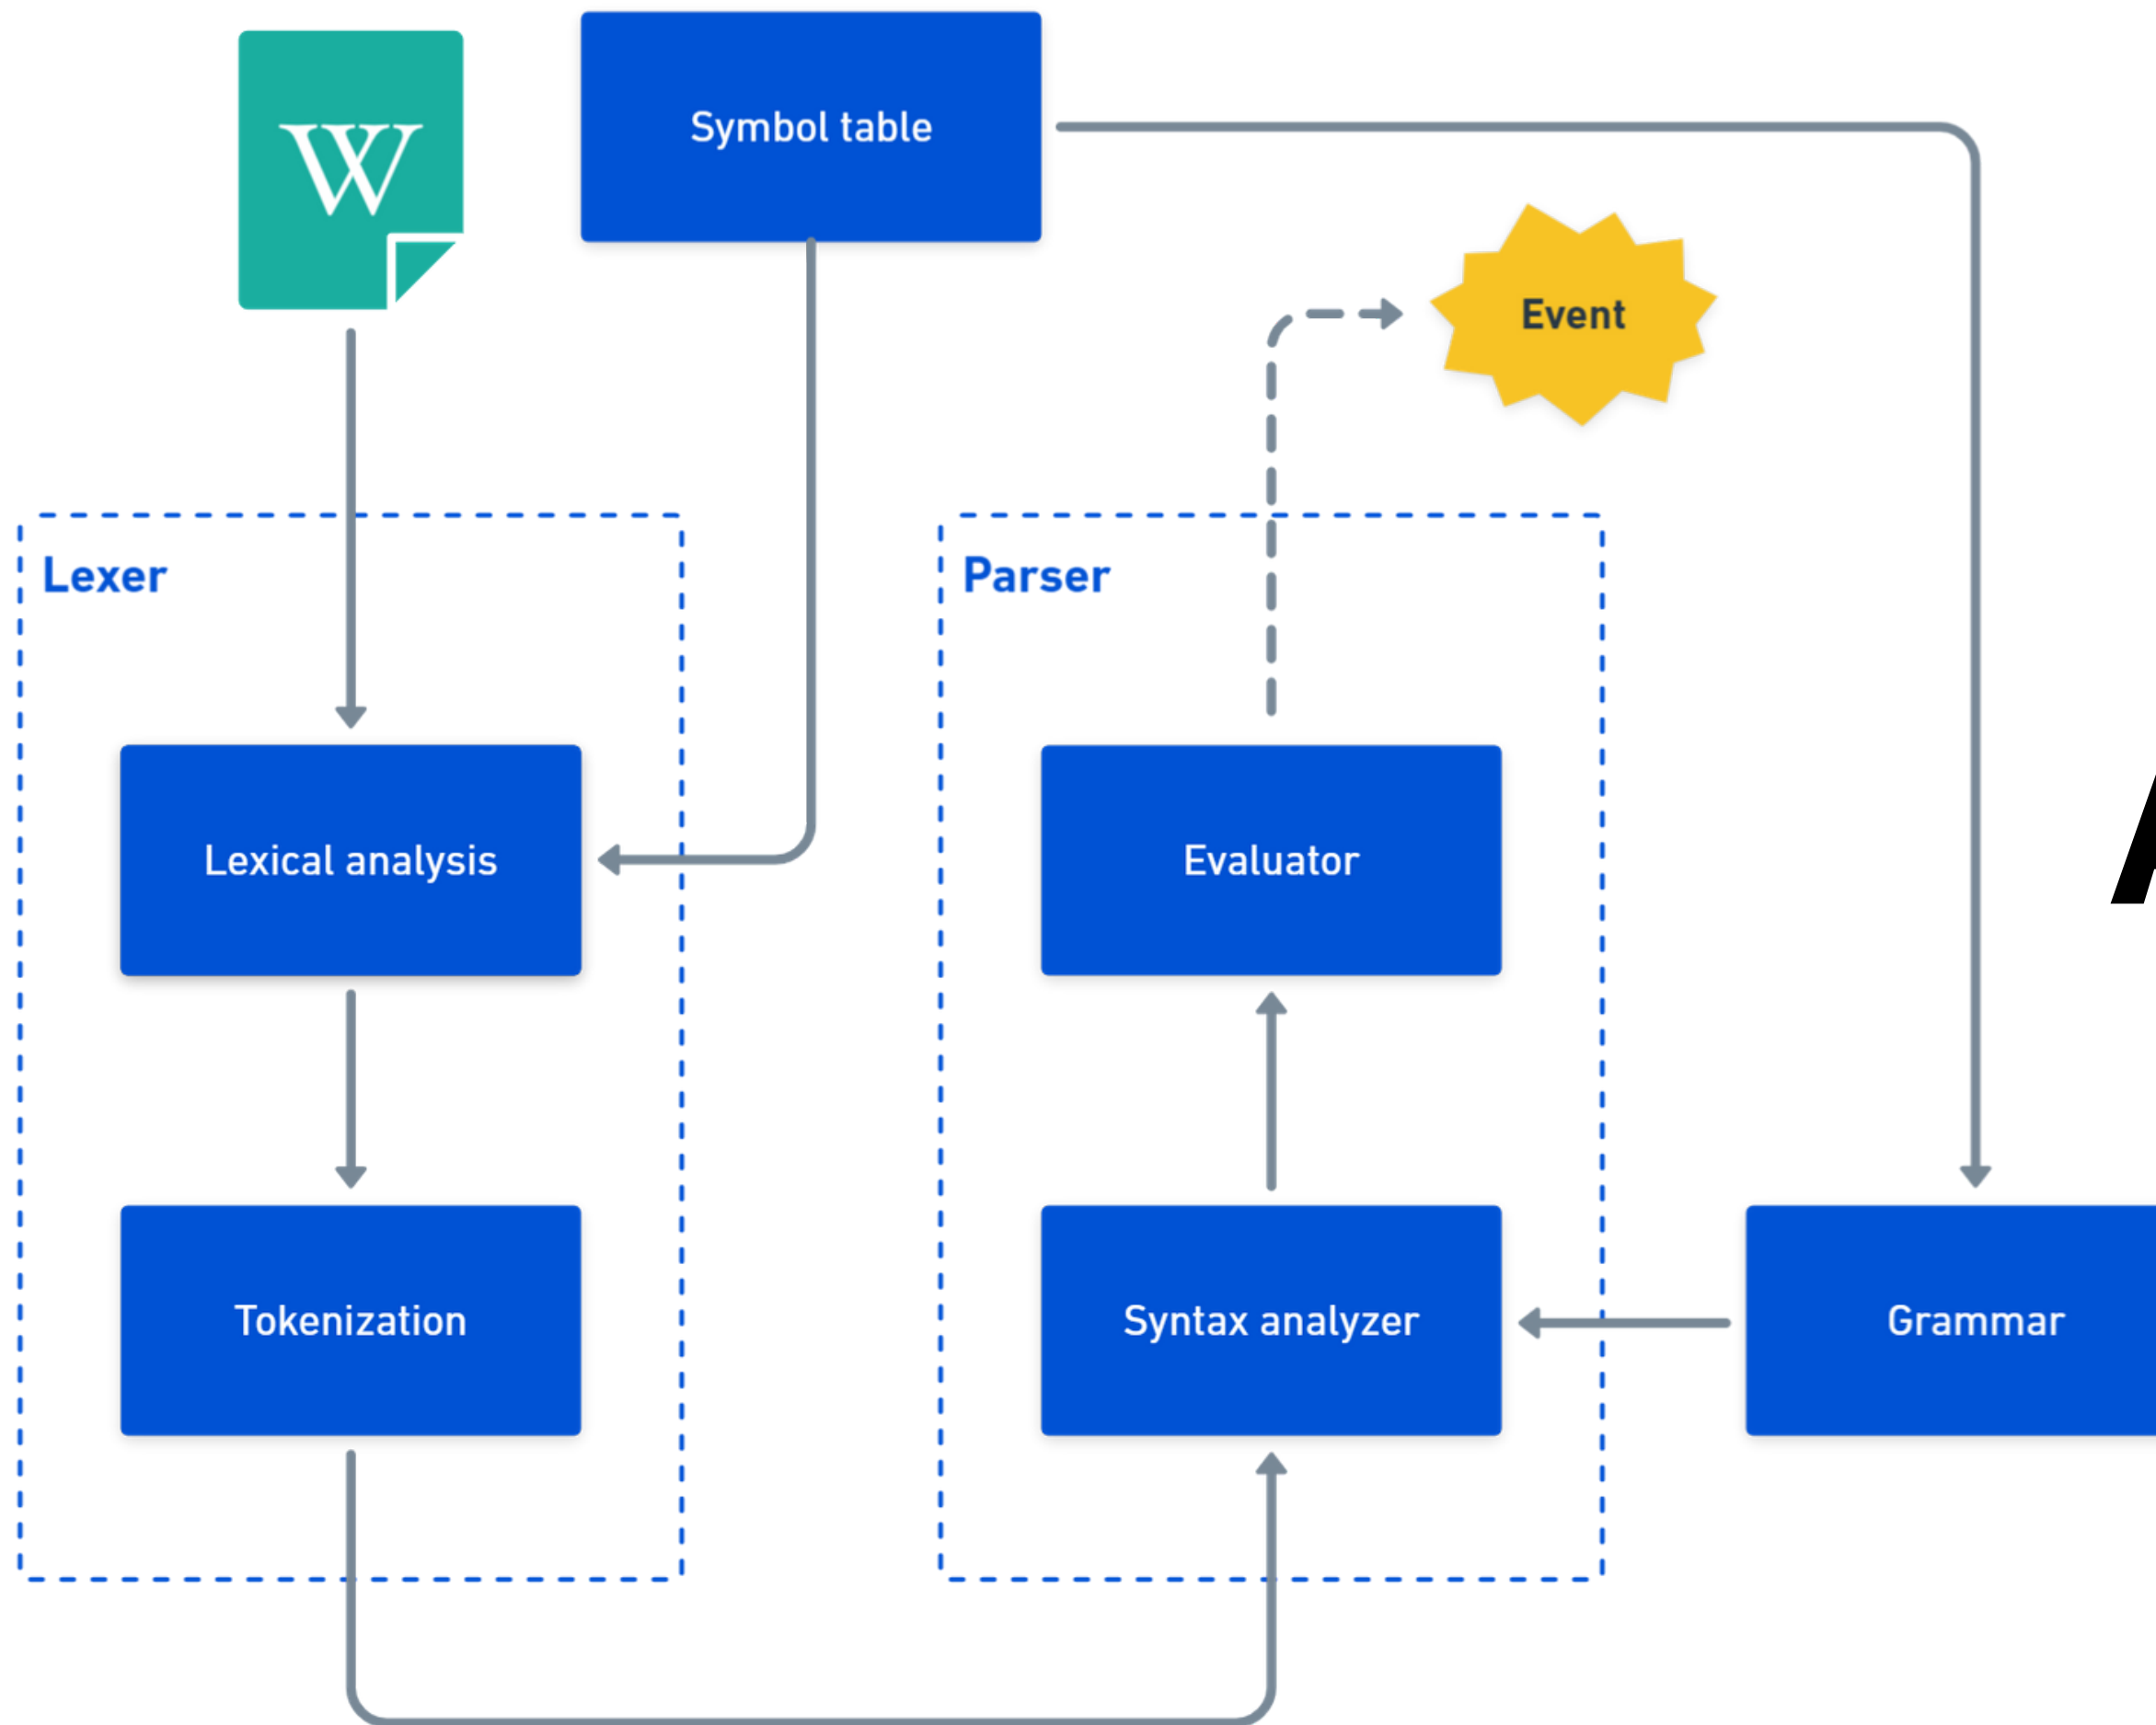 W
Symbol table
Event
Lexer
Parser
Lexical analysis
Evaluator
Tokenization
Syntax analyzer
Grammar